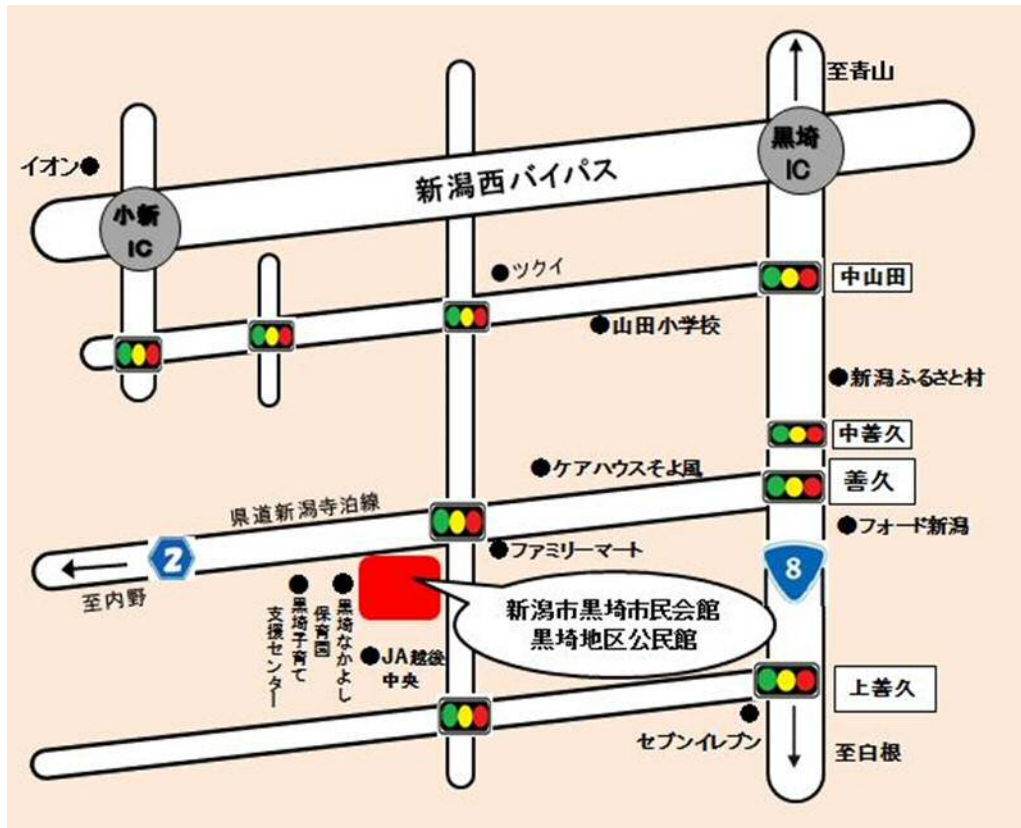 至青山
黒埼
IC
イオン
新潟西バイパス
小新
IC
ツクイ
中山田
山田小学校
新潟ふるさと村
中善久
ケアハウスそよ風
善久
県道新潟寺泊線
フォード新潟
2
ファミリーマート
至内野
8
新潟市黒埼市民会館
黒埼地区公民館
黒埼なかよし
保育園
黒埼子育て
支援センター
JA越後
中央
上善久
セブンイレブン
至白根